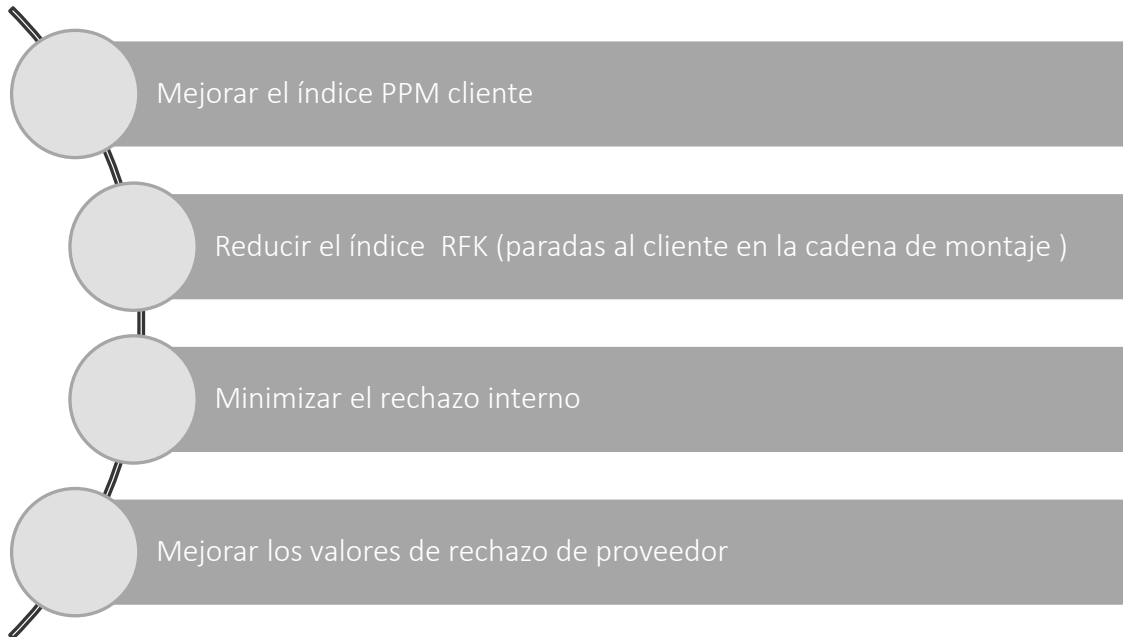 Mejorar el índice PPM cliente
Reducir el índice  RFK (paradas al cliente en la cadena de montaje )
Minimizar el rechazo interno
Mejorar los valores de rechazo de proveedor